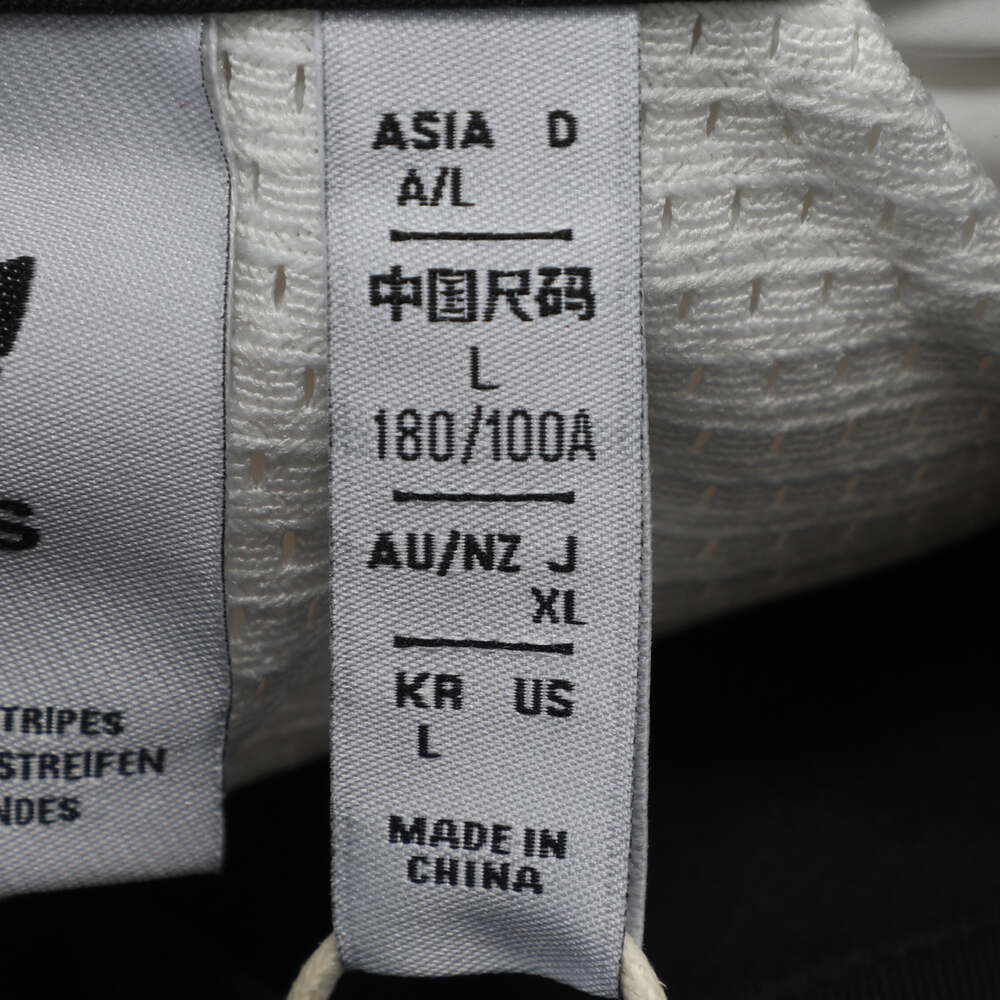 S
TRIPES
STREIFEN
NDES
ASIA D
A/L
中国尺码
L
180/100A
AU/NZ J
XL
KR US
L
MADE IN
CHINA